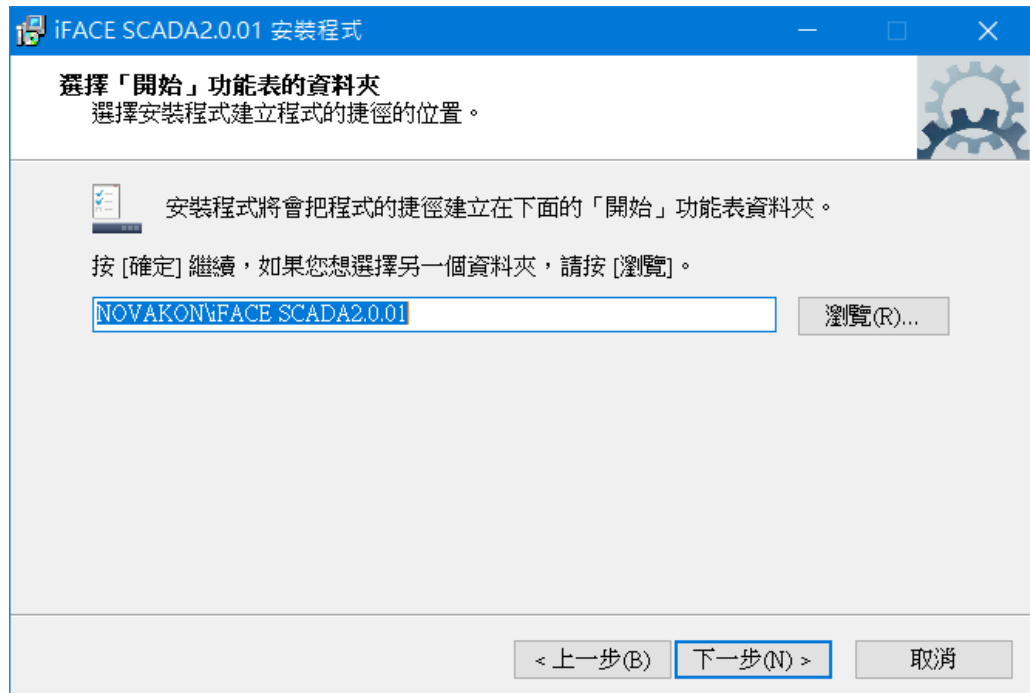 iFACE SCADA2.0.01 安裝程式
選擇「開始」功能表的資料夾
選擇安裝程式建立程式的捷徑的位置。
安裝程式將會把程式的捷徑建立在下面的「開始」功能表資料夾。
按 [確定] 繼續，如果您想選擇另一個資料夾，請按 [瀏覽]。
NOVAKON\iFACE SCADA2.0.01
瀏覽(R)...
< 上一步(B)
下一步(N) >
取消